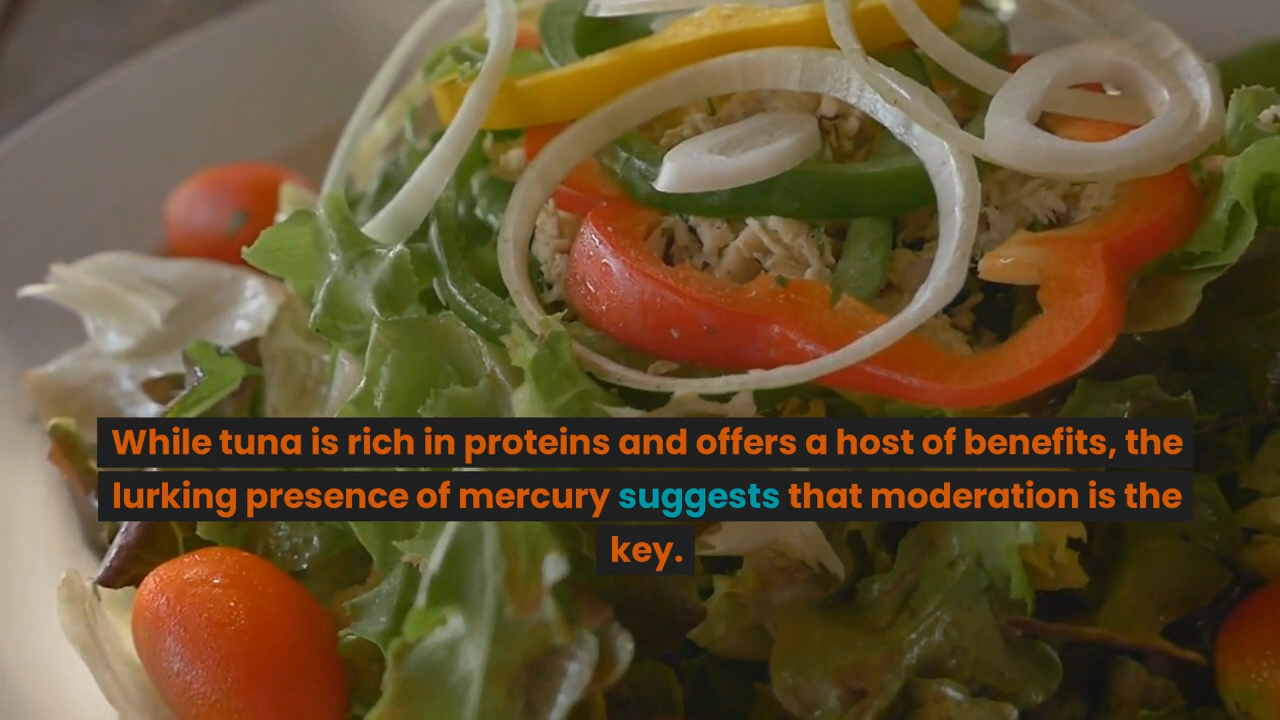 While tuna is rich in proteins and offers a host of benefits, the
lurking presence of mercury suggests that moderation is the
key.